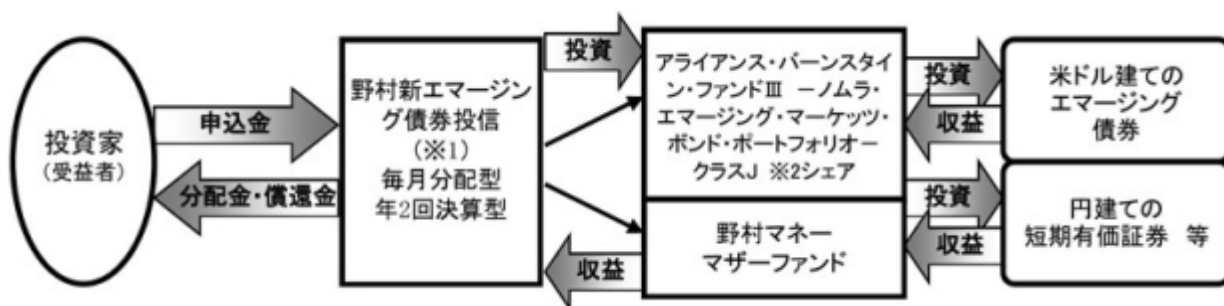 投資家
(受益者)
申込金
分配金・償還金
野村新エマージン
グ債券投信
(※1)
毎月分配型
年2回決算型
投資
収益
アライアンス・バーンスタイ
ン・ファンドⅢ －ノムラ・
エマージング・マーケッツ・
ボンド・ポートフォリオ－
クラスJ ※2シェア
野村マネー
マザーファンド
投資
収益
投資
収益
米ドル建ての
エマージング
債券
円建ての
短期有価証券 等